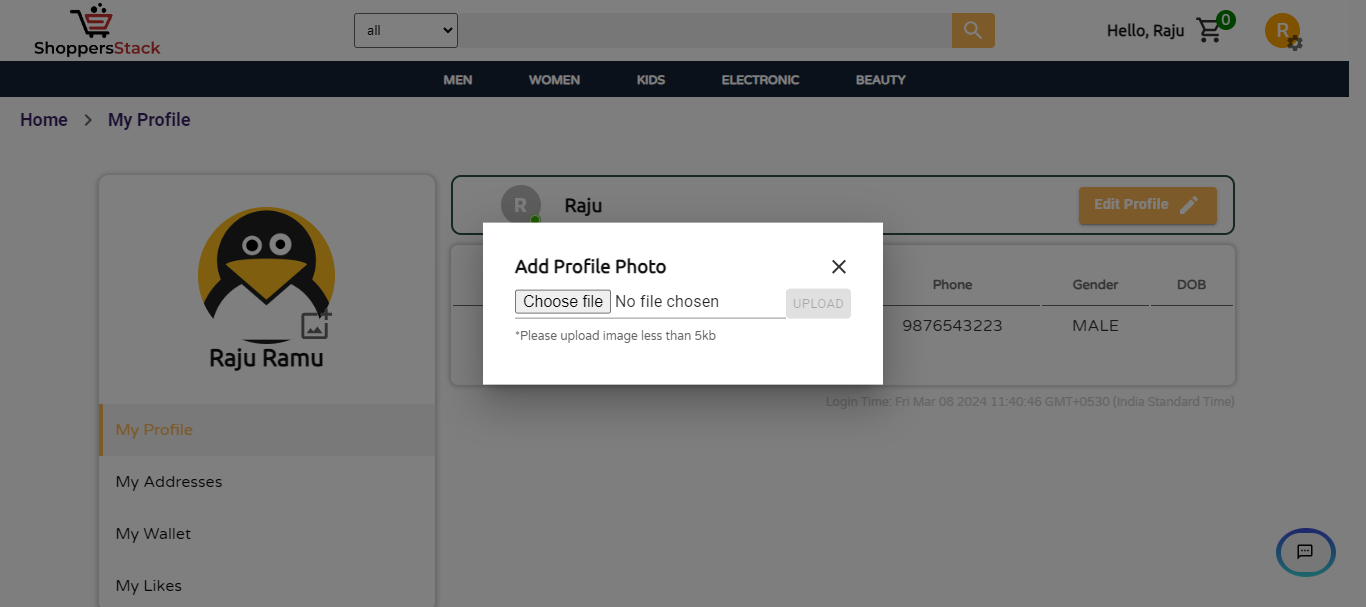 ShoppersStack
all
Hello, Raju
0
R
MEN WOMEN KIDS ELECTRONIC BEAUTY
Home > My Profile
R Raju
Edit Profile
Add Profile Photo
Choose file No file chosen UPLOAD
*Please upload image less than 5kb
Phone Gender DOB
9876543223 MALE
Login Time: Fri Mar 08 2024 11:40:46 GMT+0530 (India Standard Time)
Raju Ramu
My Profile
My Addresses
My Wallet
My Likes